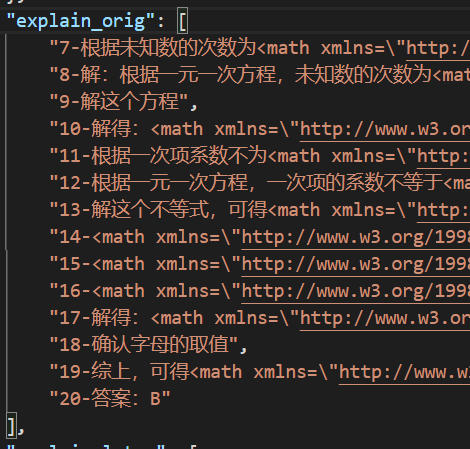 "explain_orig": [
"7-根据未知数的次数为<math xmlns=\"http:/
"8-解：根据一元一次方程，未知数的次数为<mat
"9-解这个方程",
"10-解得：<math xmlns=\"http://www.w3.or
"11-根据一次项系数不为<math xmlns=\"http:
"12-根据一元一次方程，一次项的系数不等于<ma
"13-解这个不等式，可得<math xmlns=\"http:
"14-<math xmlns=\"http://www.w3.org/1998
"15-<math xmlns=\"http://www.w3.org/1998
"16-<math xmlns=\"http://www.w3.org/1998
"17-解得：<math xmlns=\"http://www.w3.or
"18-确认字母的取值",
"19-综上，可得<math xmlns=\"http://www.w
"20-答案：B"
],